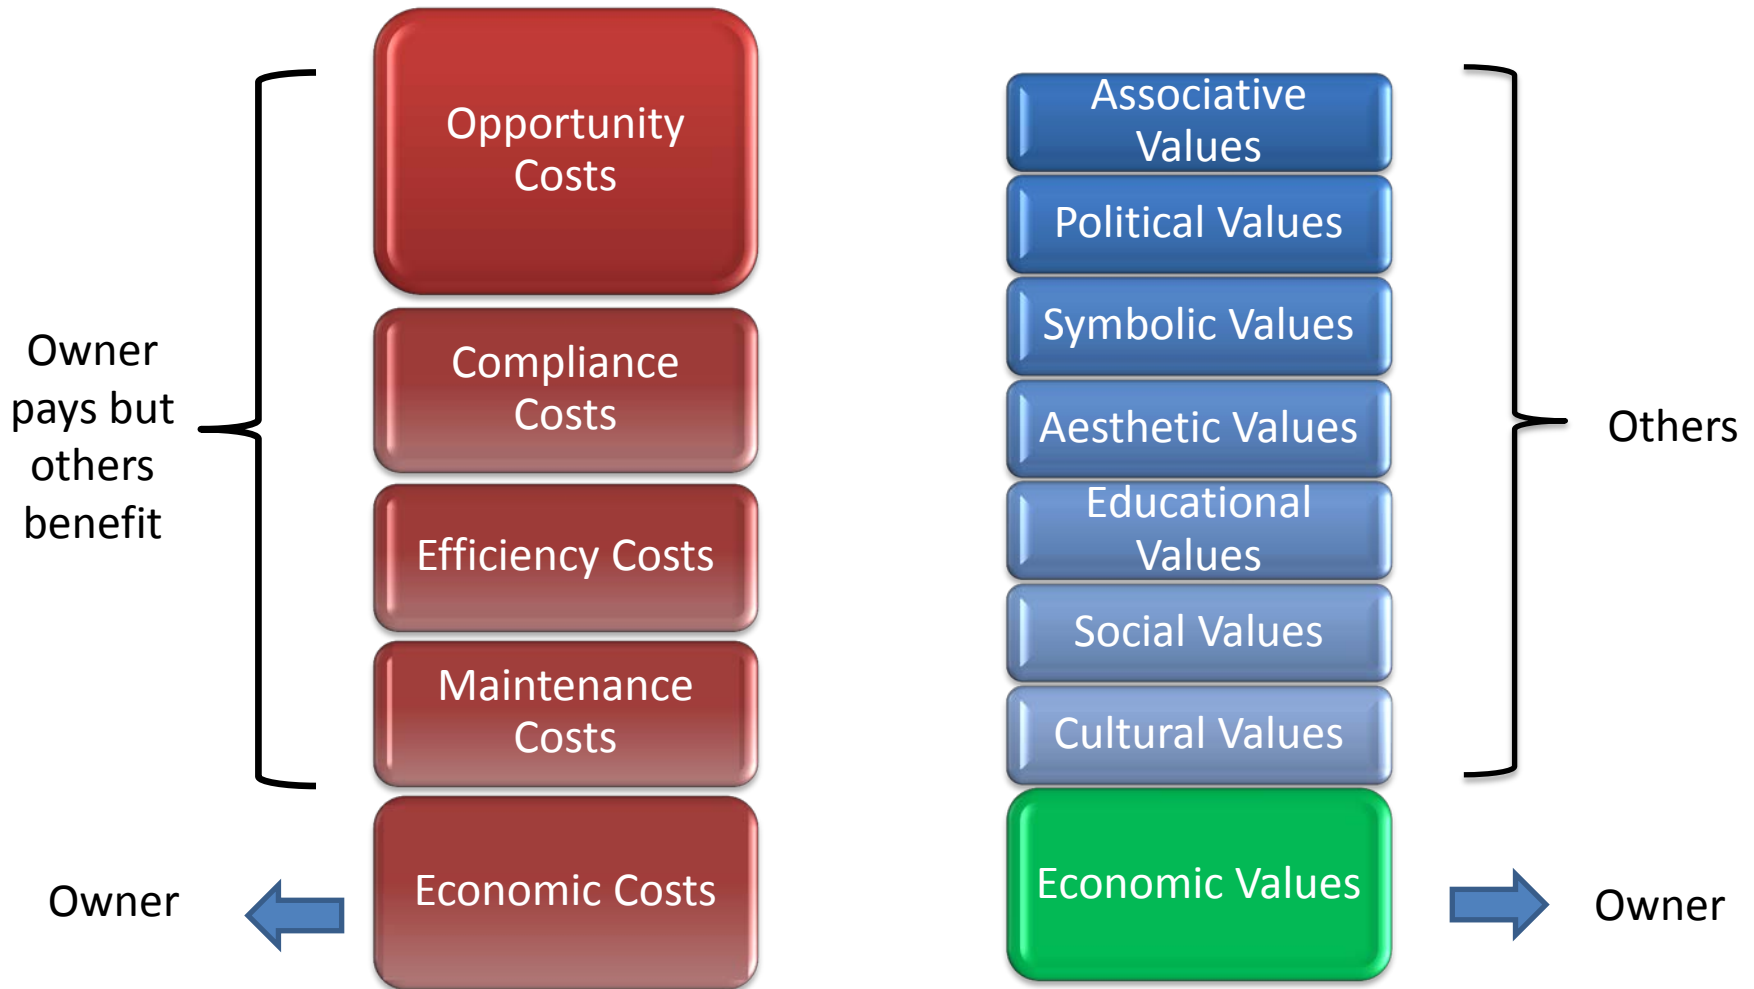 Opportunity
Costs
Compliance
Costs
Efficiency Costs
Maintenance
Costs
Economic Costs
Owner
pays but
others
benefit
Owner
Associative
Values
Political Values
Symbolic Values
Aesthetic Values
Educational
Values
Social Values
Cultural Values
Economic Values
Others
Owner